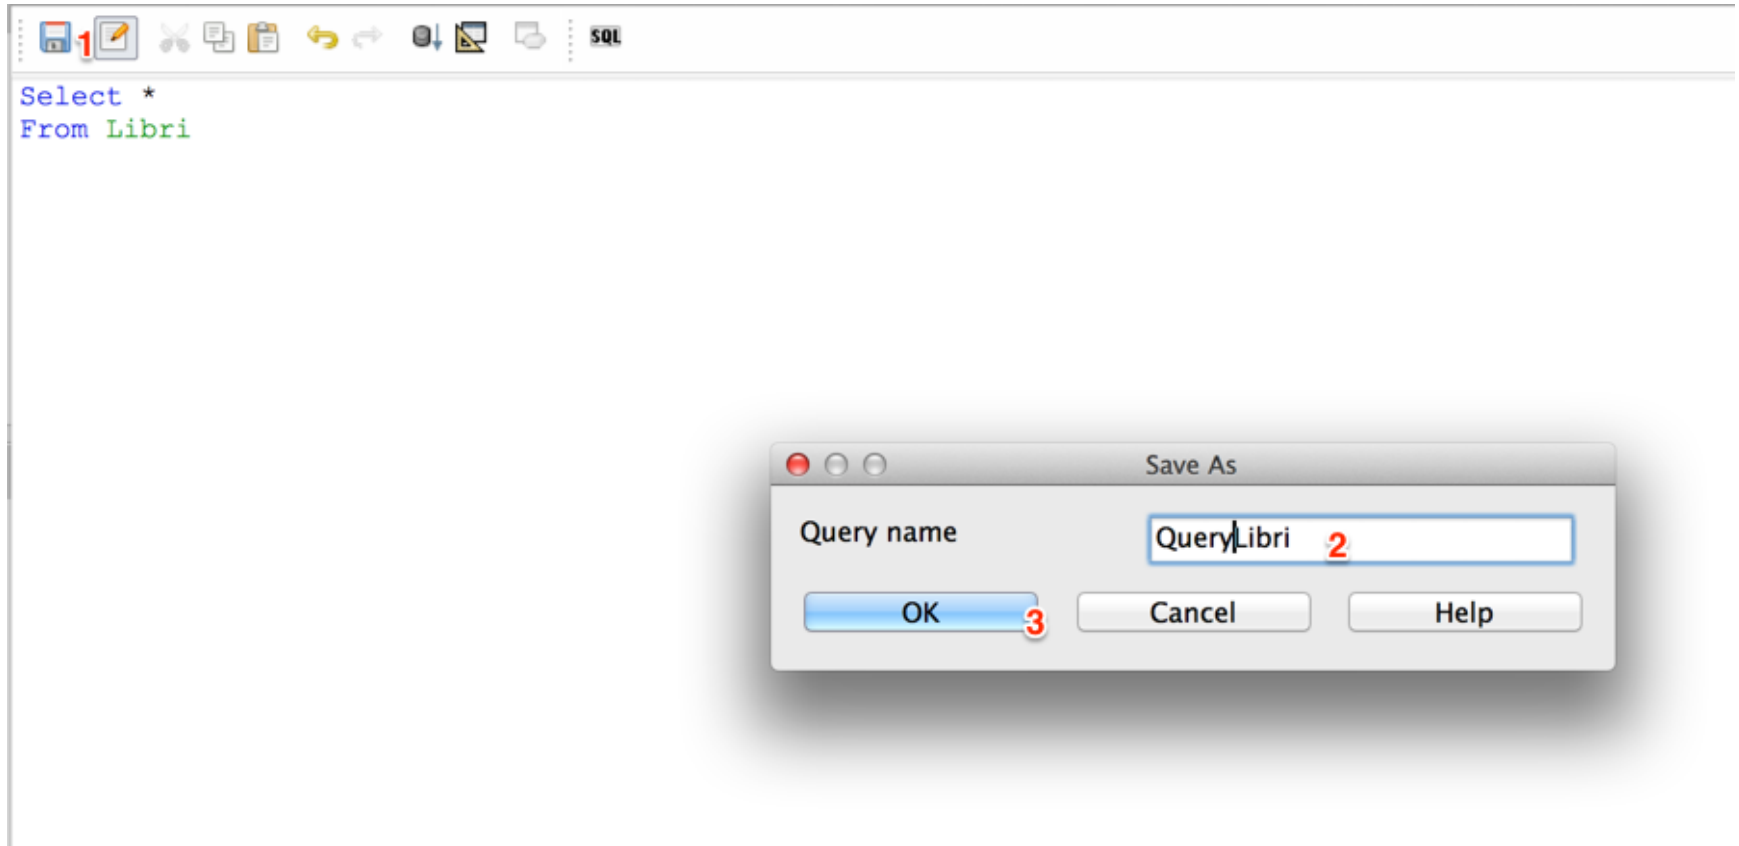 1
SQL
Select *
From Libri
Save As
Query name
QueryLibri 2
OK 3 Cancel Help